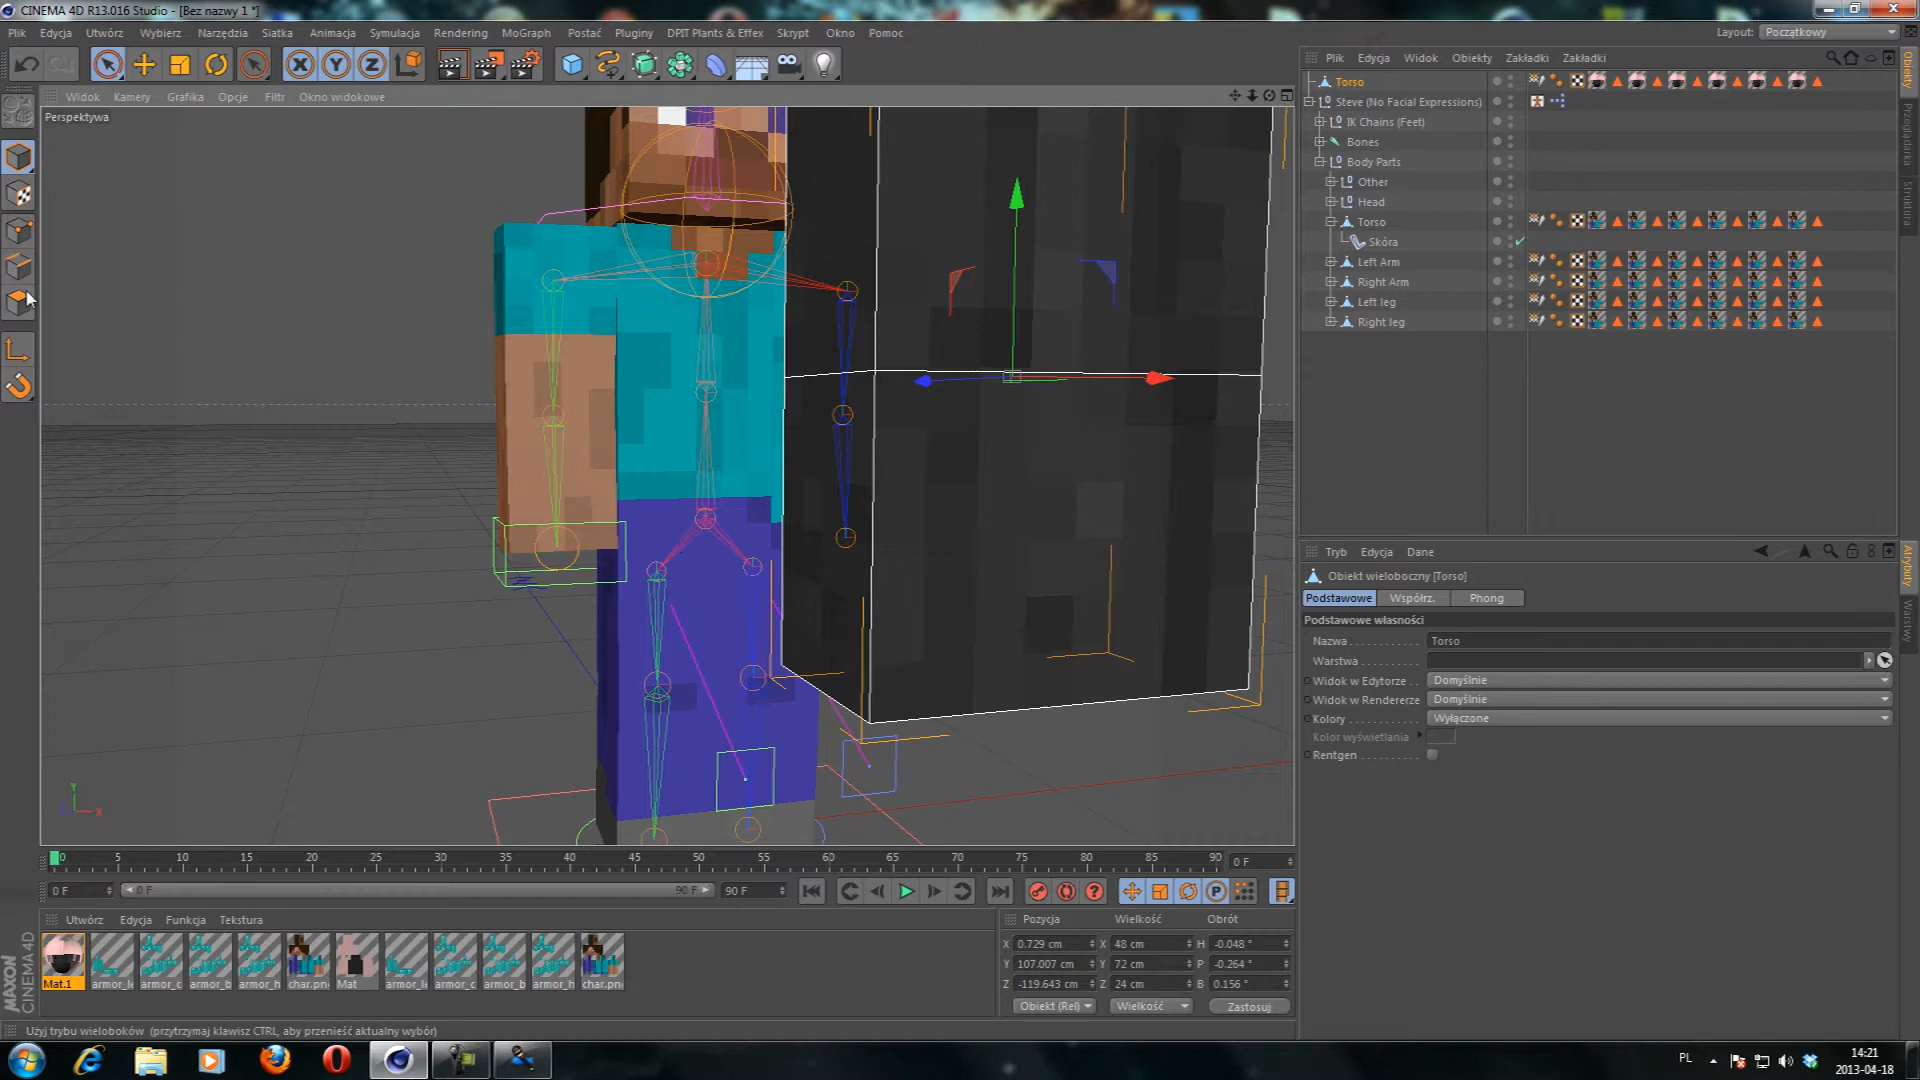 CINEMA 4D R13.016 Studio - [Bez nazwy 1 *]
Plik Edycja Utwórz Wybierz Narzędzia Siatka Animacja Symulacja Rendering MoGraph Postać Pluginy DPIT Plants & Effex Skrypt Okno Pomoc
Layout: Początkowy
Widok Kamery Grafika Opcje Filtr Okno widokowe
Perspektywa
Plik Edycja Widok Obiekty Zakładki Zakładki
Torso
Steve (No Facial Expressions)
IK Chains (Feet)
Bones
Body Parts
Other
Head
Torso
Skóra
Left Arm
Right Arm
Left leg
Right leg
Obiekty
Przeglądarka
Struktura
Tryb Edycja Dane
Obiekt wieloboczny [Torso]
Podstawowe Współrz. Phong
Podstawowe własności
Nazwa Torso
Warstwa
Widok w Edytorze Domyślnie
Widok w Rendererze Domyślnie
Kolory Wyłączone
Kolor wyświetlania
Rentgen
Atrybuty
Warstwy
Y
X
0 5 10 15 20 25 30 35 40 45 50 55 60 65 70 75 80 85 90 0 F
0 F 0 F 90 F 90 F
Utwórz Edycja Funkcja Tekstura
Mat.1 armor_le armor_c armor_b armor_h char.pn Mat armor_le armor_c armor_b armor_h char.pn
Pozycja Wielkość Obrót
X 0.729 cm X 48 cm H -0.048 °
Y 107.007 cm Y 72 cm P -0.264 °
Z -119.643 cm Z 24 cm B 0.156 °
Obiekt (Rel) Wielkość Zastosuj
MAXON
CINEMA 4D
Użyj trybu wieloboków (przytrzymaj klawisz CTRL, aby przenieść aktualny wybór)
PL
14:21
2013-04-18